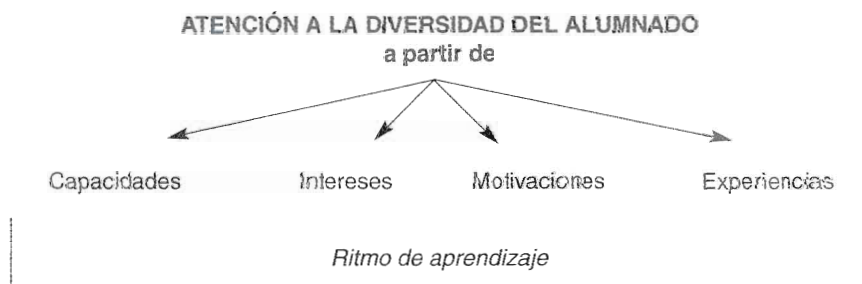 ATENCIÓN A LA DIVERSIDAD DEL ALUMNADO
a partir de
Capacidades Intereses Motivaciones Experiencias
Ritmo de aprendizaje